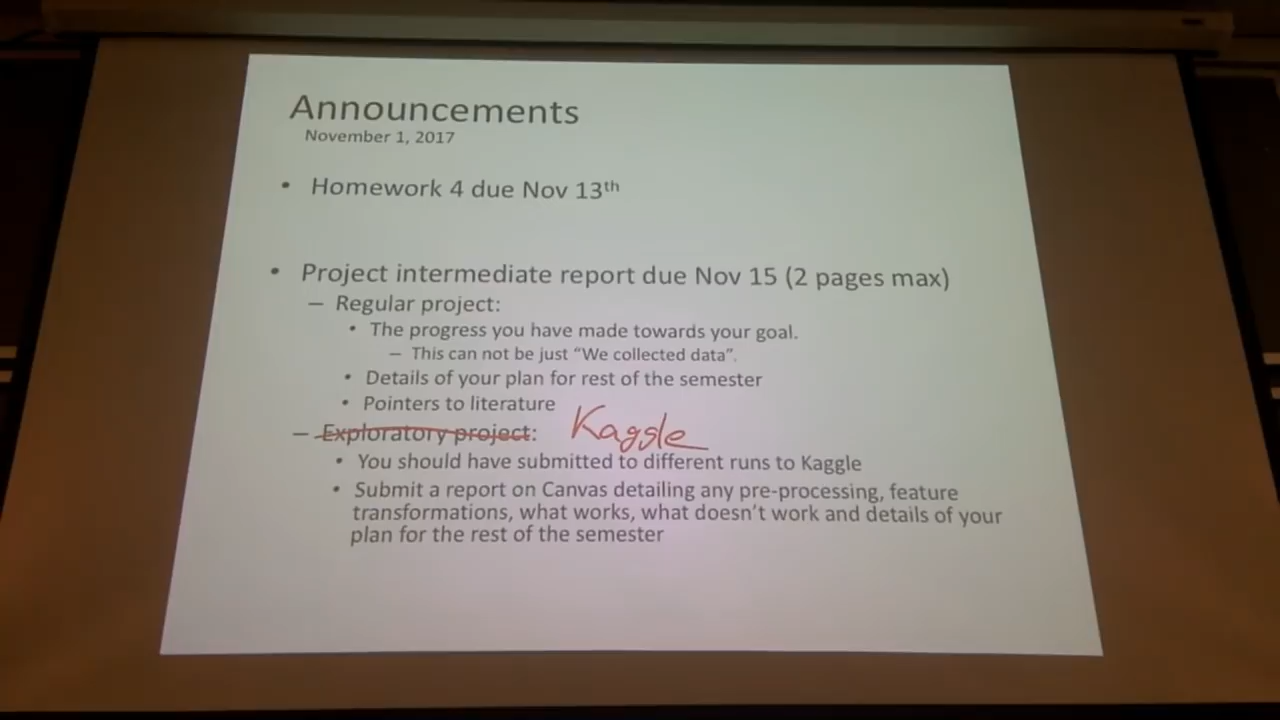 Announcements
November 1, 2017
• Homework 4 due Nov 13th
• Project intermediate report due Nov 15 (2 pages max)
– Regular project:
• The progress you have made towards your goal.
– This can not be just “We collected data”.
• Details of your plan for rest of the semester
• Pointers to literature
– Exploratory project: Kaggle
• You should have submitted to different runs to Kaggle
• Submit a report on Canvas detailing any pre-processing, feature
transformations, what works, what doesn’t work and details of your
plan for the rest of the semester